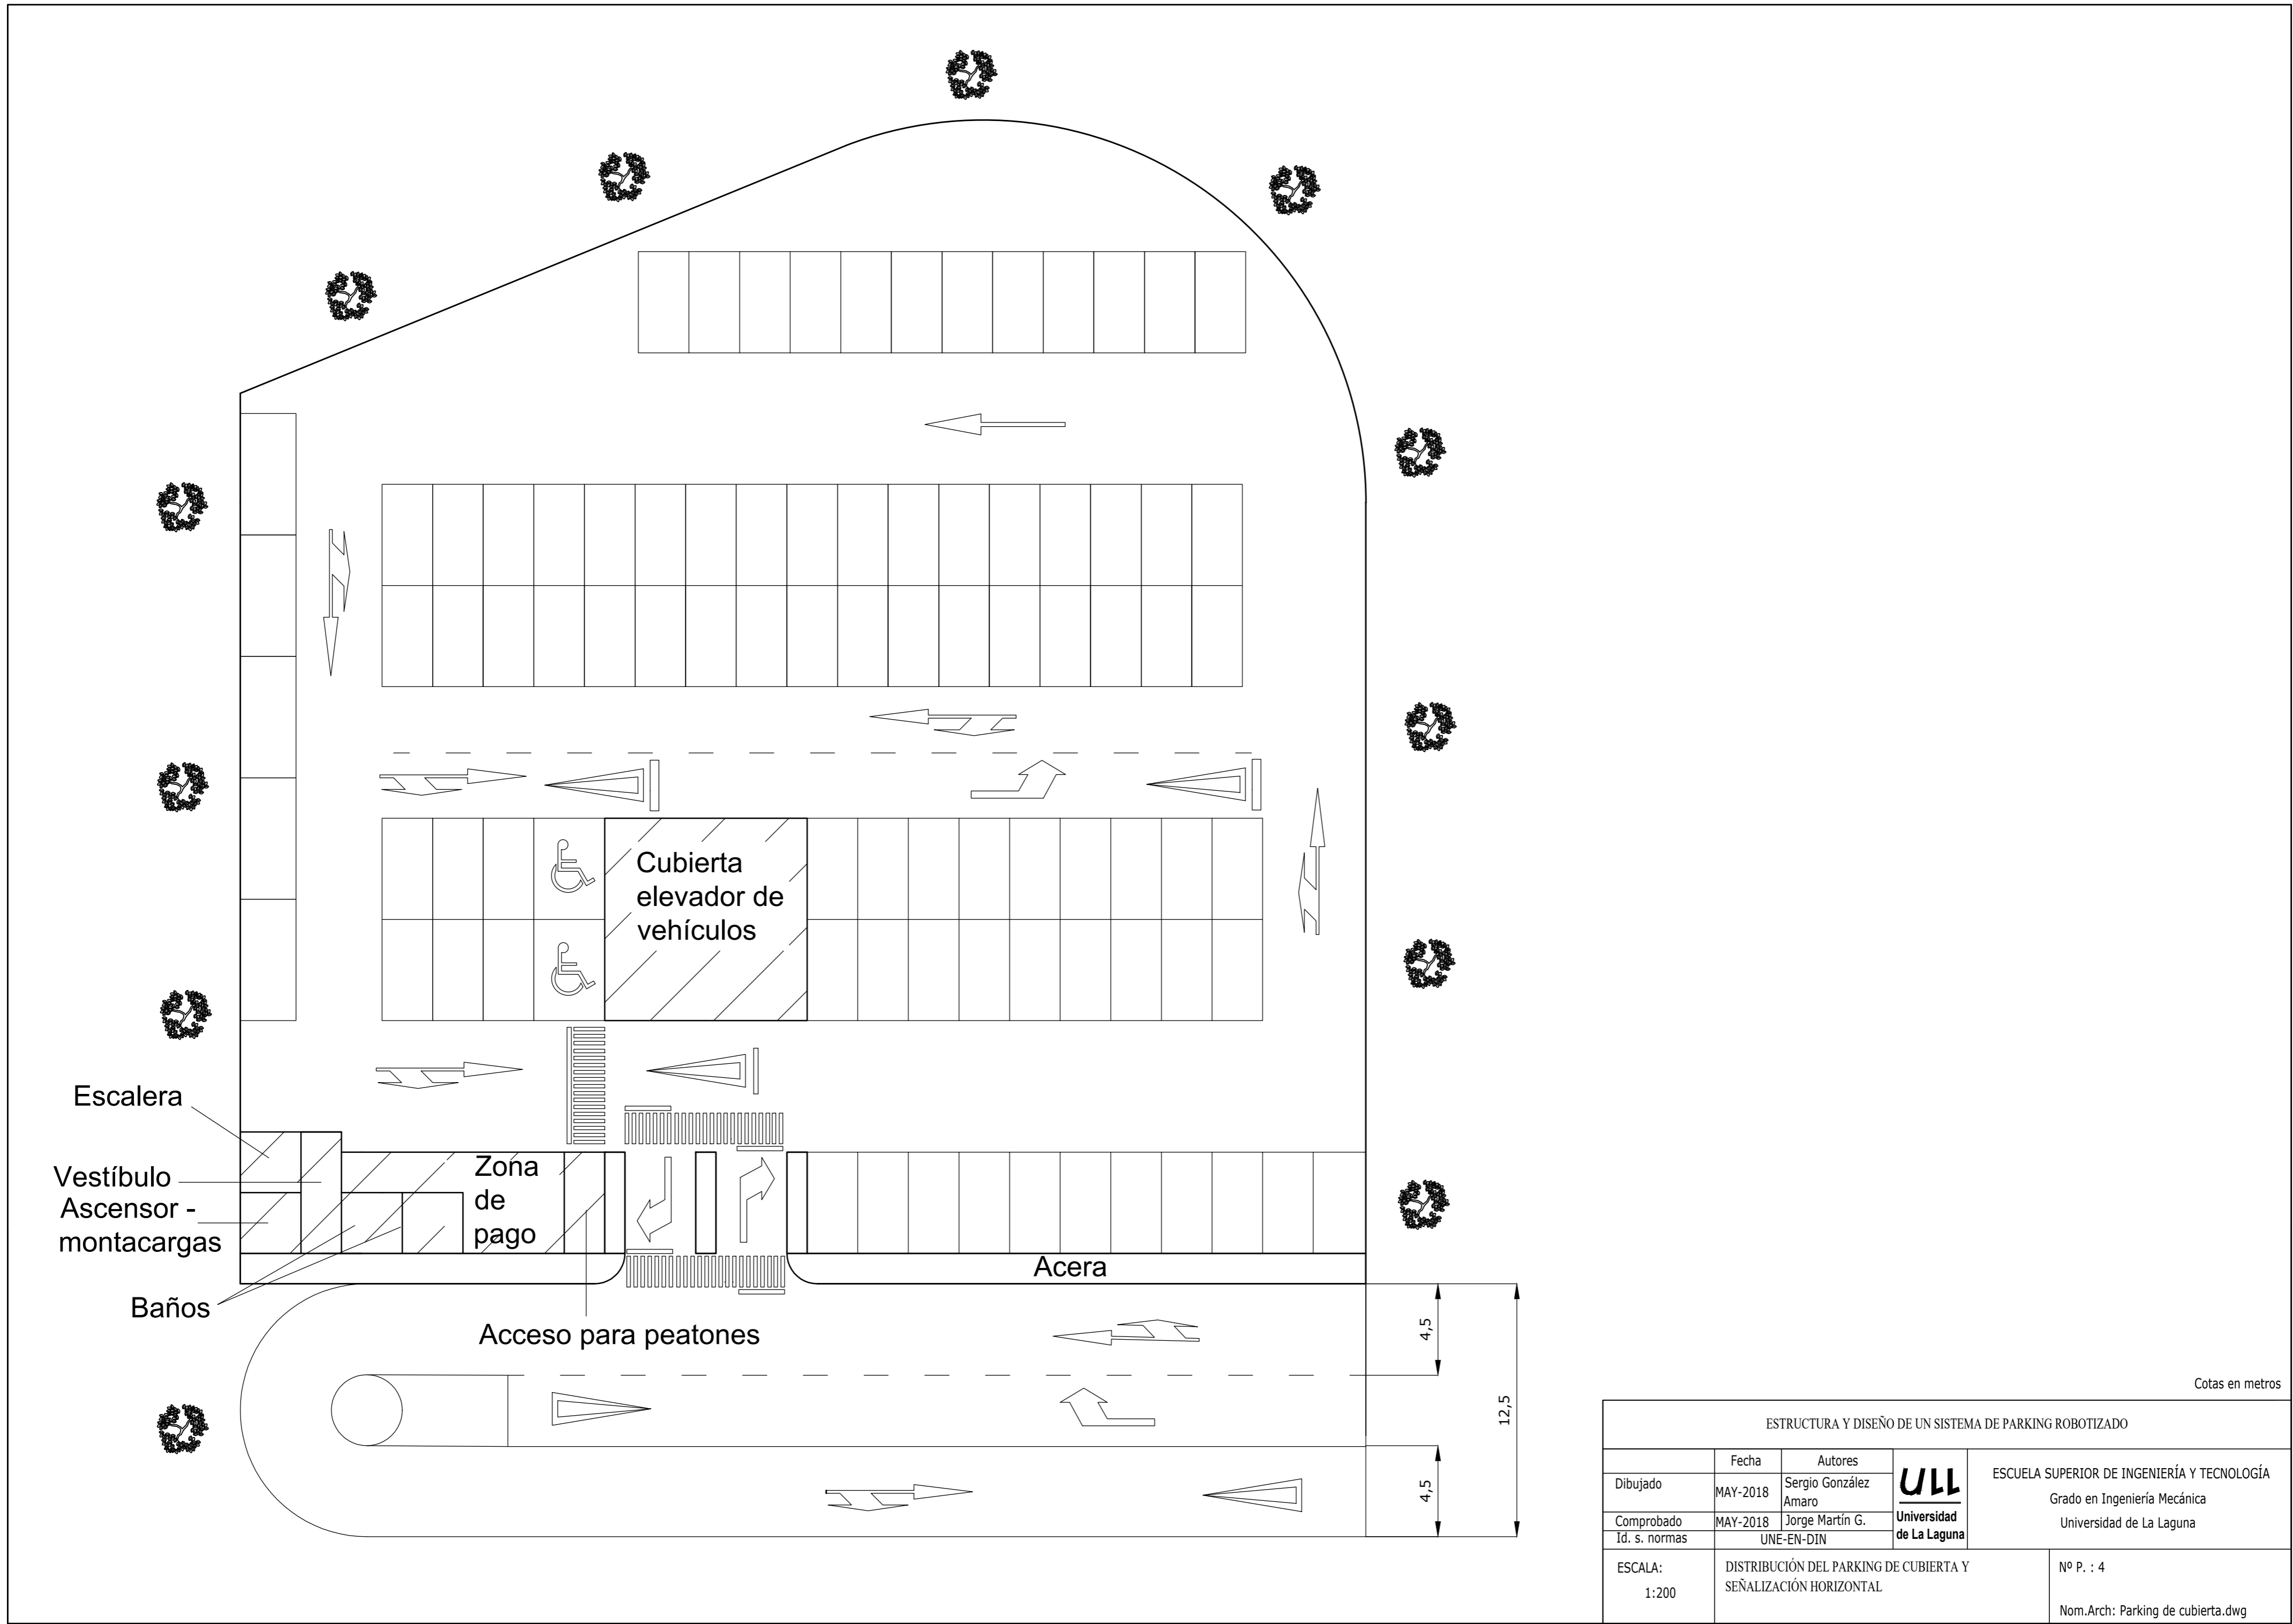 Cubierta
elevador de
vehículos
Escalera
Vestíbulo
Ascensor -
montacargas
Baños
Zona
de
pago
Acceso para peatones
Acera
4,5
12,5
4,5
Cotas en metros
ESTRUCTURA Y DISEÑO DE UN SISTEMA DE PARKING ROBOTIZADO
Fecha Autores
Dibujado MAY-2018 Sergio González
Amaro
Comprobado MAY-2018 Jorge Martín G.
Id. s. normas UNE-EN-DIN
ULL
Universidad
de La Laguna
ESCUELA SUPERIOR DE INGENIERÍA Y TECNOLOGÍA
Grado en Ingeniería Mecánica
Universidad de La Laguna
ESCALA:
1:200
DISTRIBUCIÓN DEL PARKING DE CUBIERTA Y
SEÑALIZACIÓN HORIZONTAL
Nº P. : 4
Nom.Arch: Parking de cubierta.dwg